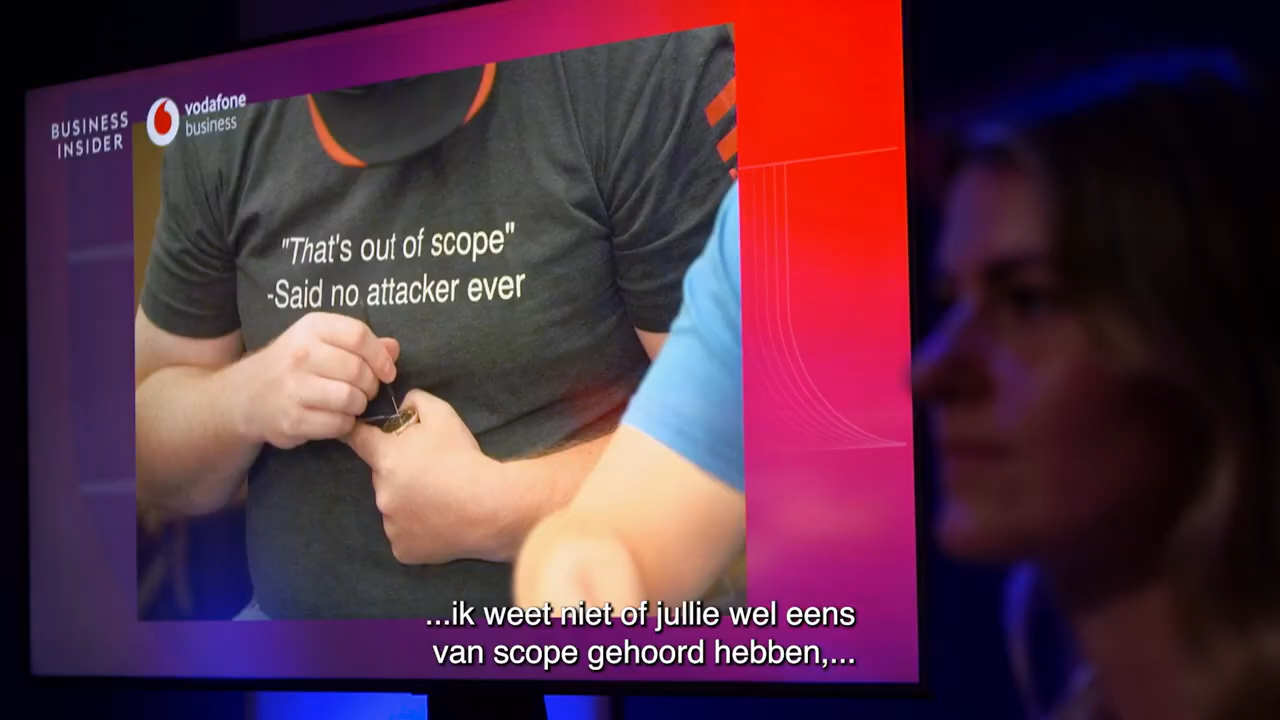 BUSINESS
INSIDER
vodafone
business
"That's out of scope"
-Said no attacker ever
...ik weet niet of jullie wel eens
van scope gehoord hebben,...